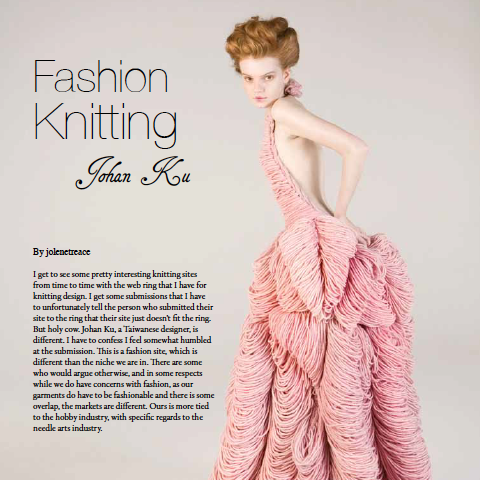 Fashion
Knitting
Johan Ku
By jolenetreace
I get to see some pretty interesting knitting sites
from time to time with the web ring that I have for
knitting design. I get some submissions that I have
to unfortunately tell the person who submitted their
site to the ring that their site just doesn't fit the ring.
But holy cow. Johan Ku, a Taiwanese designer, is
different. I have to confess I feel somewhat humbled
at the submission. This is a fashion site, which is
different than the niche we are in. There are some
who would argue otherwise, and in some respects
while we do have concerns with fashion, as our
garments do have to be fashionable and there is some
overlap, the markets are different. Ours is more tied
to the hobby industry, with specific regards to the
needle arts industry.